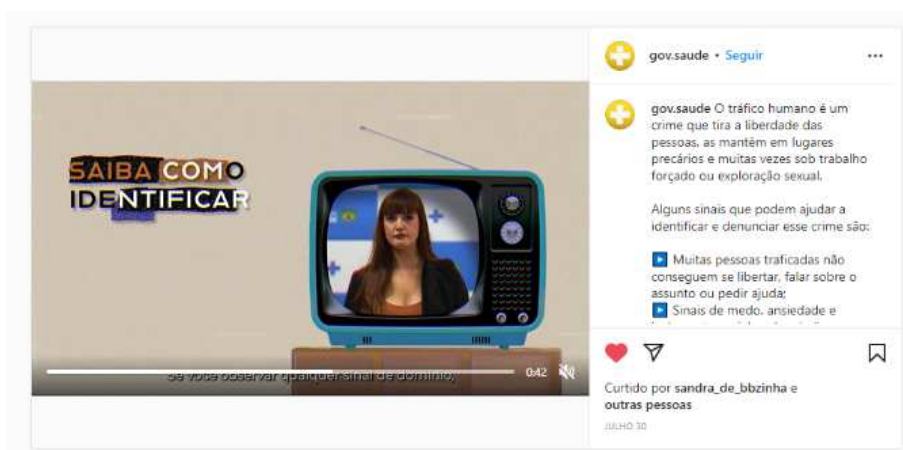 SAIBA COMO
IDENTIFICAR
Se você observar qualquer sinal de domínio,
0:42
gov.saude • Seguir
gov.saude O tráfico humano é um
crime que tira a liberdade das
pessoas, as mantém em lugares
precários e muitas vezes sob trabalho
forçado ou exploração sexual.
Alguns sinais que podem ajudar a
identificar e denunciar esse crime são:
Muitas pessoas traficadas não
conseguem se libertar, falar sobre o
assunto ou pedir ajuda;
Sinais de medo, ansiedade e
Curtido por sandra_de_bbzinha e
outras pessoas
JULHO 30